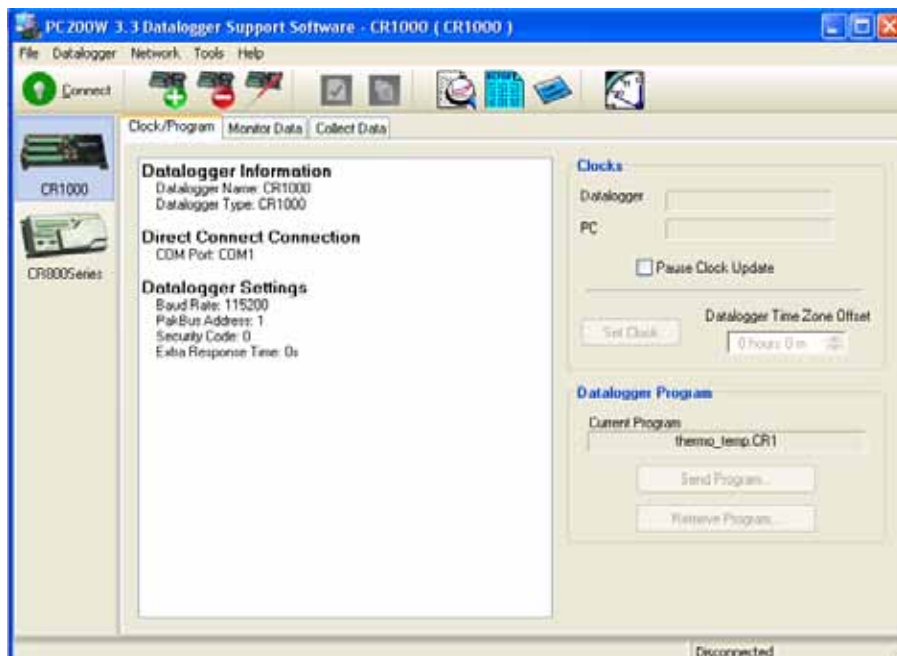 PC200W 3.3 Datalogger Support Software - CR1000 ( CR1000 )
File Datalogger Network Tools Help
Connect
Clock/Program Monitor Data Collect Data
CR1000
CR800Series
Datalogger Information
Datalogger Name: CR1000
Datalogger Type: CR1000
Direct Connect Connection
COM Port: COM1
Datalogger Settings
Baud Rate: 115200
PakBus Address: 1
Security Code: 0
Extra Response Time: 0s
Clocks
Datalogger
PC
Pause Clock Update
Datalogger Time Zone Offset
Set Clock
0 hours 0 m
Datalogger Program
Current Program
thermo_temp.CR1
Send Program...
Retrieve Program...
Disconnected